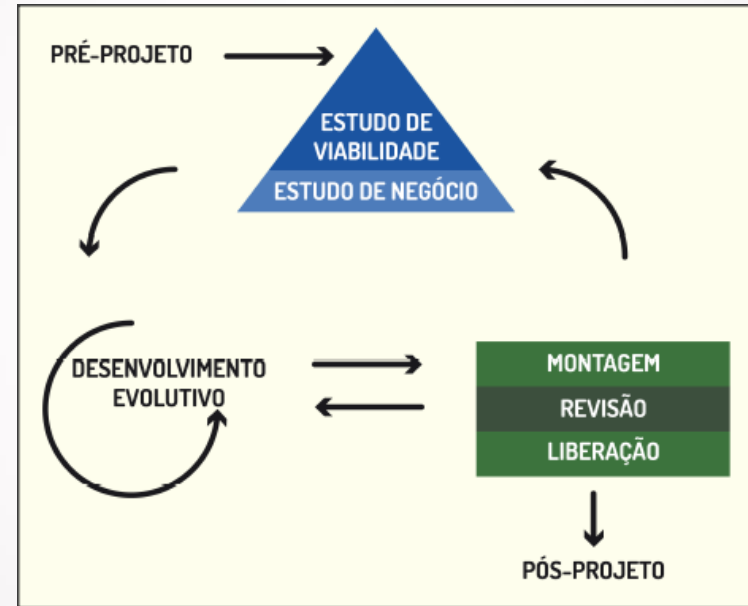 PRÉ-PROJETO
ESTUDO DE
VIABILIDADE
ESTUDO DE NEGÓCIO
DESENVOLVIMENTO
EVOLUTIVO
MONTAGEM
REVISÃO
LIBERAÇÃO
PÓS-PROJETO